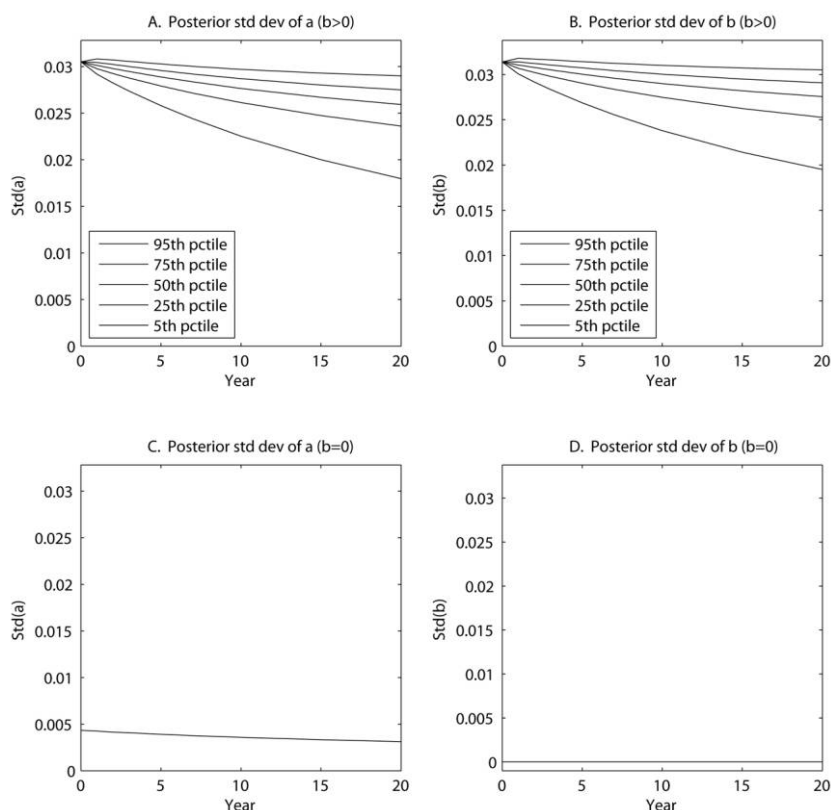 A. Posterior std dev of a (b>0)
0.03
0.025
0.02
0.015
0.01
0.005
0
Std(a)
95th pctile
75th pctile
50th pctile
25th pctile
5th pctile
0 5 10 15 20
Year
B. Posterior std dev of b (b>0)
0.03
0.025
0.02
0.015
0.01
0.005
0
Std(b)
95th pctile
75th pctile
50th pctile
25th pctile
5th pctile
0 5 10 15 20
Year
C. Posterior std dev of a (b=0)
0.03
0.025
0.02
0.015
0.01
0.005
0
Std(a)
0 5 10 15 20
Year
D. Posterior std dev of b (b=0)
0.03
0.025
0.02
0.015
0.01
0.005
0
Std(b)
0 5 10 15 20
Year